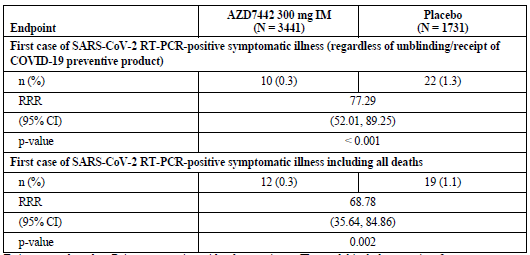 Endpoint
AZD7442 300 mg IM
(N = 3441)
Placebo
(N = 1731)
First case of SARS-CoV-2 RT-PCR-positive symptomatic illness (regardless of unblinding/receipt of
COVID-19 preventive product)
n (%) 10 (0.3) 22 (1.3)
RRR 77.29
(95% CI) (52.01, 89.25)
p-value < 0.001
First case of SARS-CoV-2 RT-PCR-positive symptomatic illness including all deaths
n (%) 12 (0.3) 19 (1.1)
RRR 68.78
(95% CI) (35.64, 84.86)
p-value 0.002